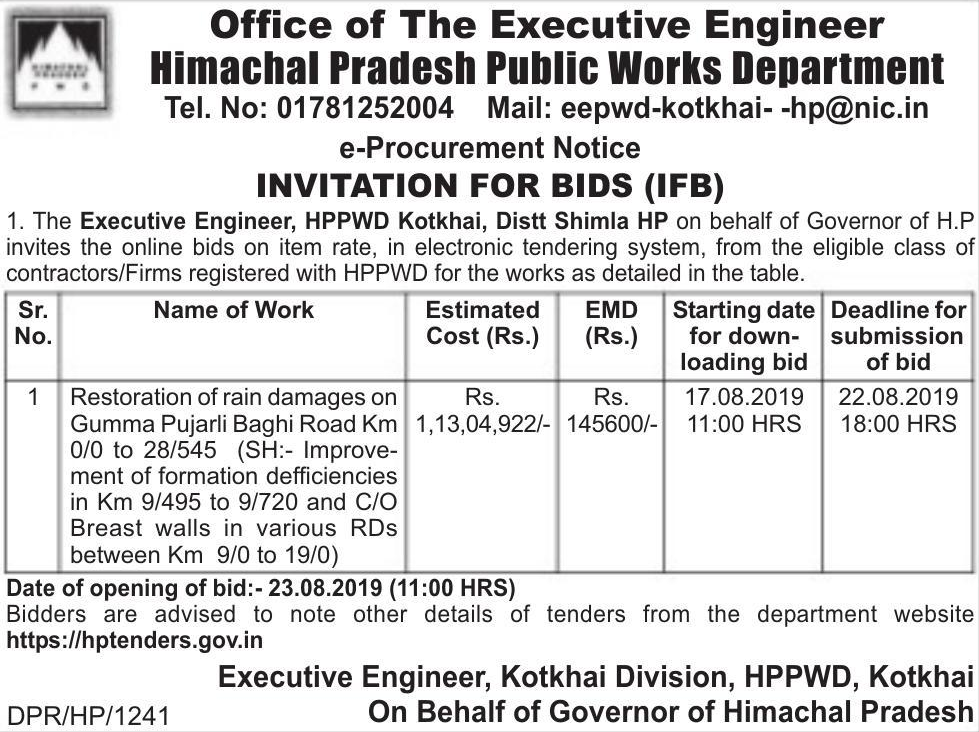 HIMACHAL
PRADESH
P W D
Office of The Executive Engineer
Himachal Pradesh Public Works Department
Tel. No: 01781252004 Mail: eepwd-kotkhai- -hp@nic.in
e-Procurement Notice
INVITATION FOR BIDS (IFB)
1. The Executive Engineer, HPPWD Kotkhai, Distt Shimla HP on behalf of Governor of H.P
invites the online bids on item rate, in electronic tendering system, from the eligible class of
contractors/Firms registered with HPPWD for the works as detailed in the table.
Sr. No. | Name of Work | Estimated Cost (Rs.) | EMD (Rs.) | Starting date for down-loading bid | Deadline for submission of bid
1 Restoration of rain damages on Rs. Rs. 17.08.2019 22.08.2019
Gumma Pujarli Baghi Road Km 1,13,04,922/- 145600/- 11:00 HRS 18:00 HRS
0/0 to 28/545 (SH:- Improve-
ment of formation defficiencies
in Km 9/495 to 9/720 and C/O
Breast walls in various RDs
between Km 9/0 to 19/0)
Date of opening of bid:- 23.08.2019 (11:00 HRS)
Bidders are advised to note other details of tenders from the department website
https://hptenders.gov.in
Executive Engineer, Kotkhai Division, HPPWD, Kotkhai
DPR/HP/1241 On Behalf of Governor of Himachal Pradesh